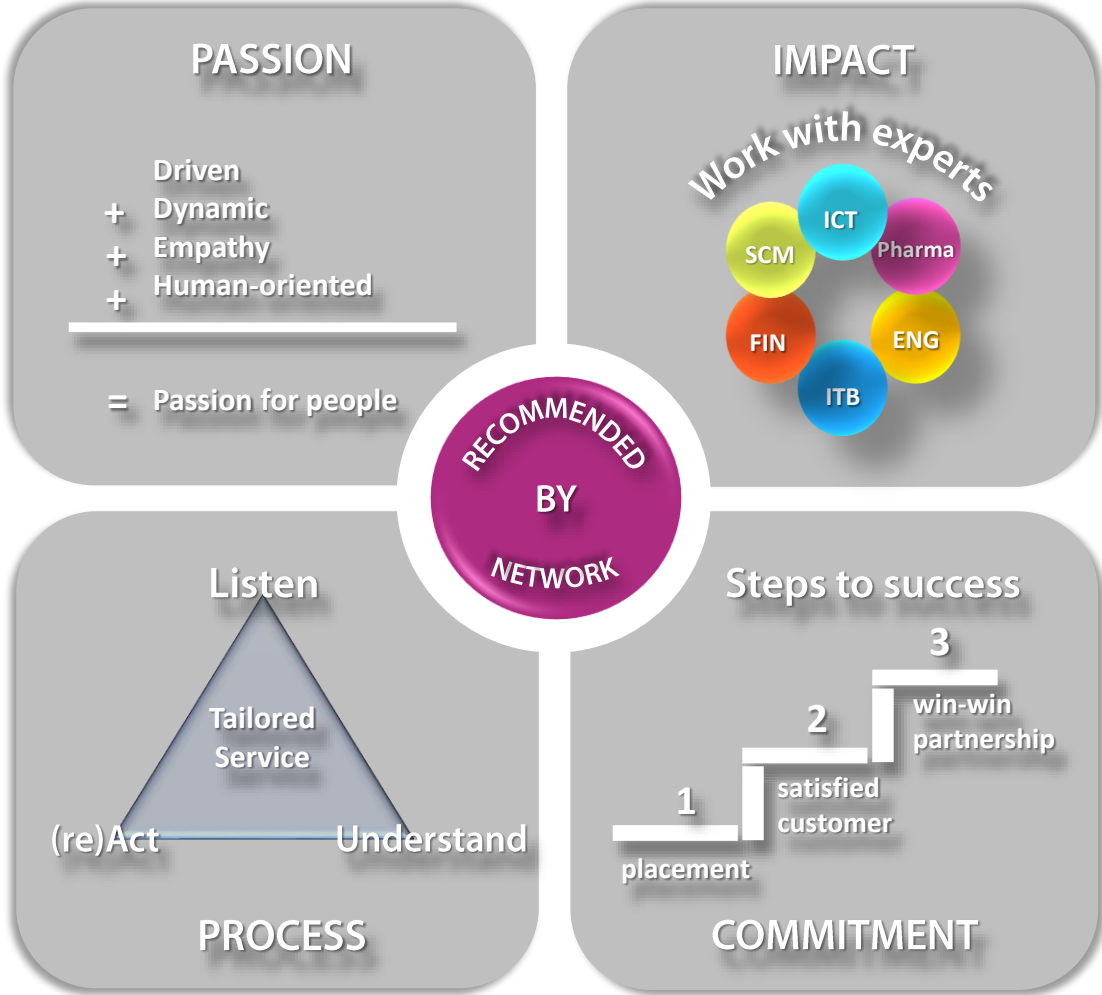 PASSION
Driven
+ Dynamic
+ Empathy
+ Human-oriented
= Passion for people
IMPACT
Work with experts
ICT
Pharma
ENG
ITB
FIN
SCM
RECOMMENDED
BY
NETWORK
Listen
Tailored
Service
(re)Act
Understand
PROCESS
Steps to success
1
placement
2
satisfied
customer
3
win-win
partnership
COMMITMENT